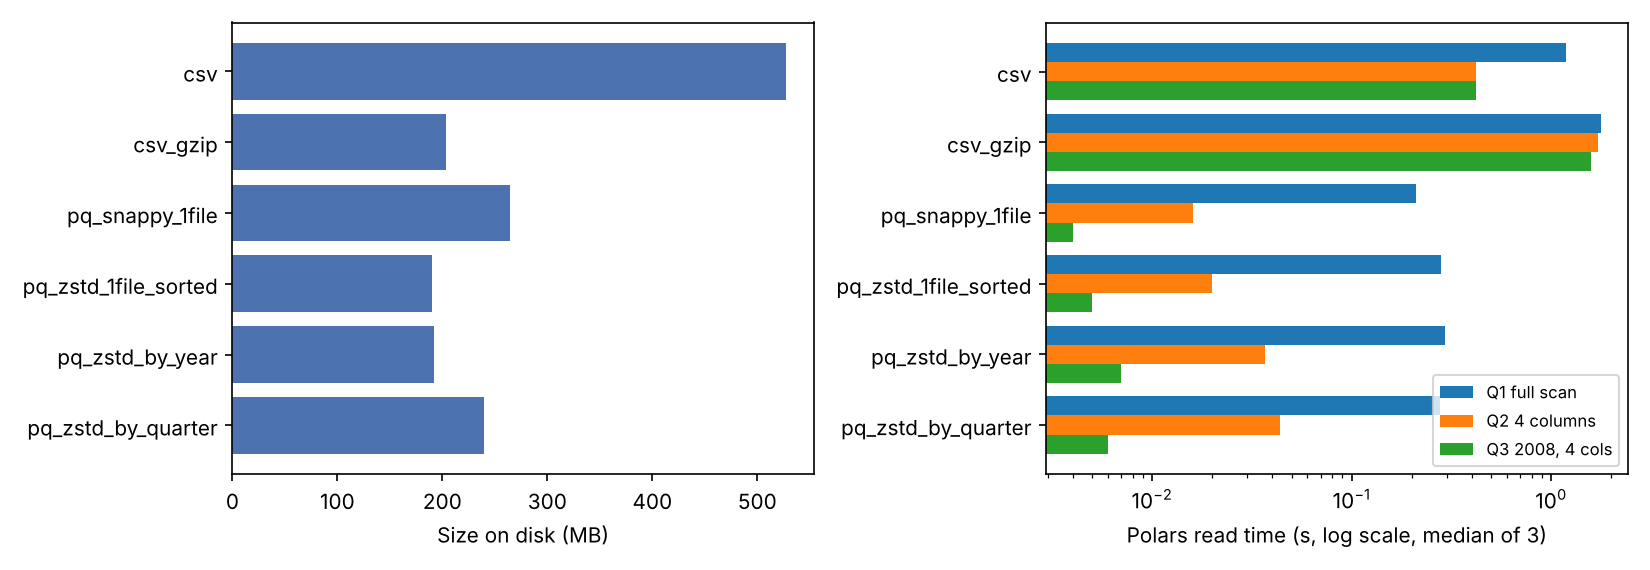 csv
csv_gzip
pq_snappy_1file
pq_zstd_1file_sorted
pq_zstd_by_year
pq_zstd_by_quarter
0 100 200 300 400 500
Size on disk (MB)
csv
csv_gzip
pq_snappy_1file
pq_zstd_1file_sorted
pq_zstd_by_year
pq_zstd_by_quarter
Q1 full scan
Q2 4 columns
Q3 2008, 4 cols
10⁻² 10⁻¹ 10⁰
Polars read time (s, log scale, median of 3)